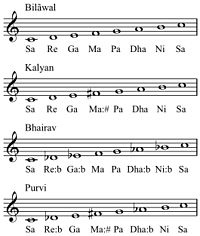 Bilâwal
Sa Re Ga Ma Pa Dha Ni Sa
Kalyan
Sa Re Ga Ma:# Pa Dha Ni Sa
Bhairav
Sa Re:b Ga:b Ma Pa Dha:b Ni:b Sa
Purvi
Sa Re:b Ga Ma:# Pa Dha:b Ni Sa